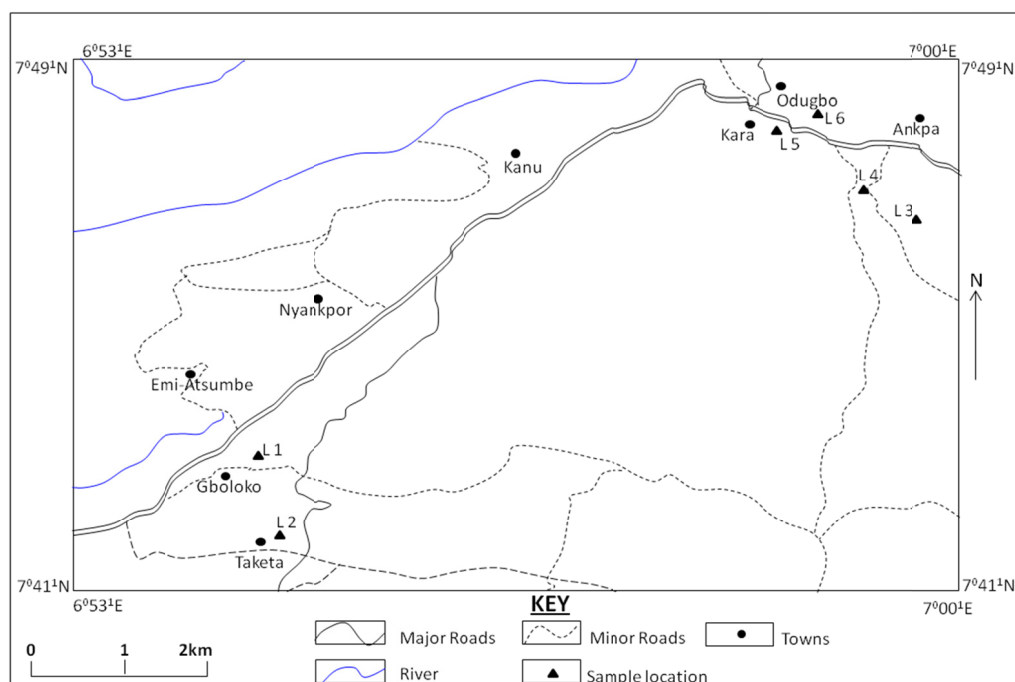 6⁰53¹E
7⁰00¹E
7⁰49¹N
7⁰49¹N
Odugbo
L 6
Ankpa
Kara
L 5
Kanu
L 4
L 3
N
Nyankpor
Emi-Atsumbe
L 1
Gboloko
L 2
Taketa
7⁰41¹N
7⁰41¹N
6⁰53¹E
7⁰00¹E
KEY
Major Roads
Minor Roads
Towns
0 1 2km
River
Sample location